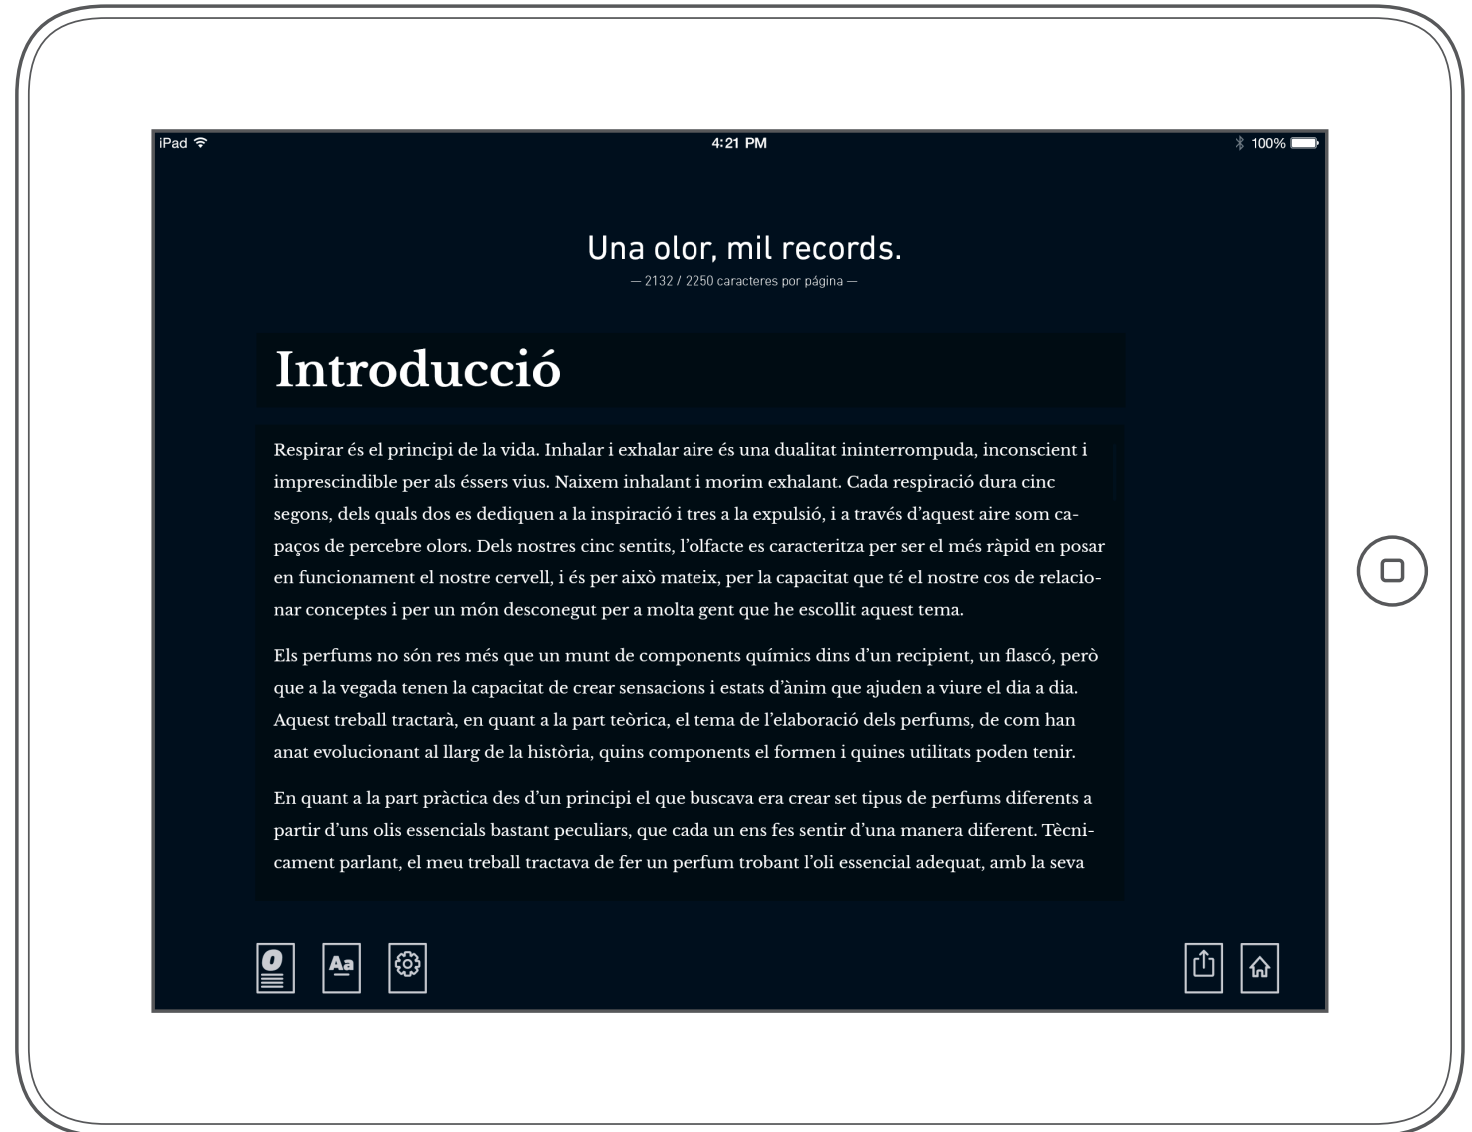 iPad
4:21 PM
100%
Una olor, mil records.
— 2132 / 2250 caracteres por página —
Introducció
Respirar és el principi de la vida. Inhalar i exhalar aire és una dualitat ininterrompuda, inconscient i
imprescindible per als éssers vius. Naixem inhalant i morim exhalant. Cada respiració dura cinc
segons, dels quals dos es dediquen a la inspiració i tres a la expulsió, i a través d’aquest aire som ca-
paços de percebre olors. Dels nostres cinc sentits, l’olfacte es caracteritza per ser el més ràpid en posar
en funcionament el nostre cervell, i és per això mateix, per la capacitat que té el nostre cos de relacio-
nar conceptes i per un món desconegut per a molta gent que he escollit aquest tema.
Els perfums no són res més que un munt de components químics dins d’un recipient, un flascó, però
que a la vegada tenen la capacitat de crear sensacions i estats d’ànim que ajuden a viure el dia a dia.
Aquest treball tractarà, en quant a la part teòrica, el tema de l’elaboració dels perfums, de com han
anat evolucionant al llarg de la història, quins components el formen i quines utilitats poden tenir.
En quant a la part pràctica des d’un principi el que buscava era crear set tipus de perfums diferents a
partir d’uns olis essencials bastant peculiars, que cada un ens fes sentir d’una manera diferent. Tècni-
cament parlant, el meu treball tractava de fer un perfum trobant l’oli essencial adequat, amb la seva
O
Aa